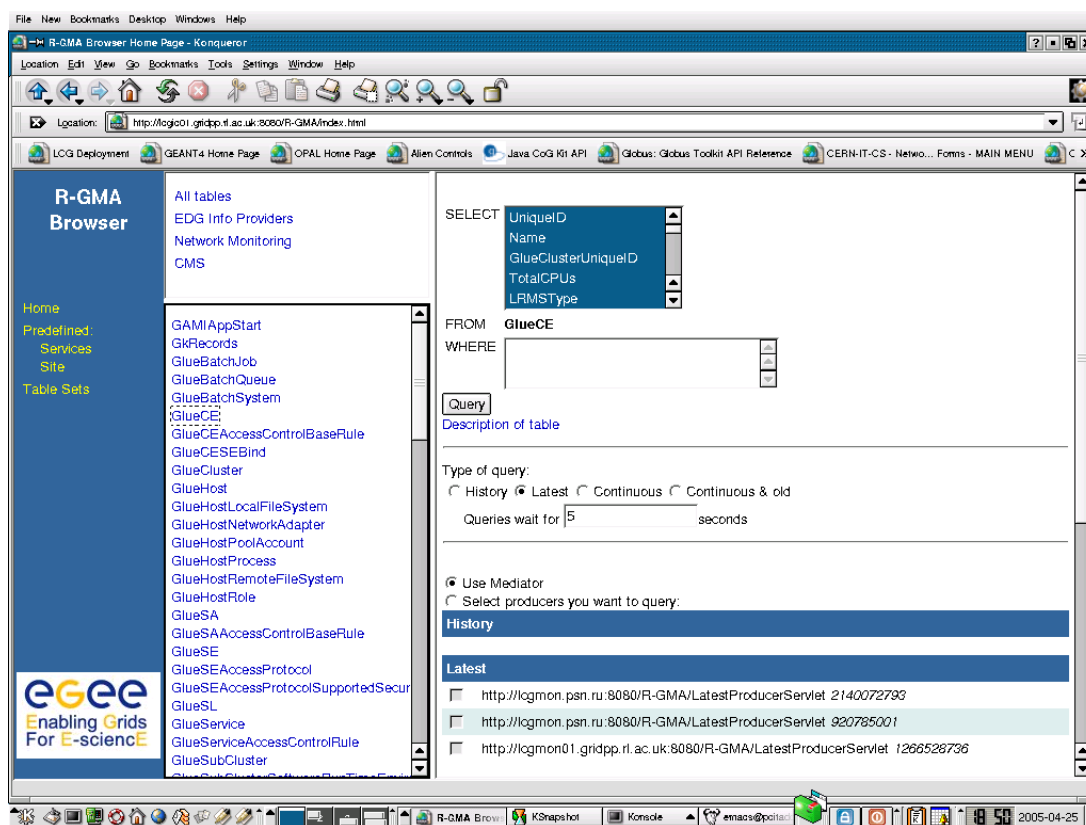 File New Bookmarks Desktop Windows Help
R-GMA Browser Home Page - Konqueror
Location Edit View Go Bookmarks Tools Settings Window Help
Location: http://lcgic01.gridpp.rl.ac.uk:8080/R-GMA/index.html
LCG Deployment GEANT4 Home Page OPAL Home Page Alien Controls Java CoG Kit API Globus: Globus Toolkit API Reference CERN-IT-CS - Netwo... Forms - MAIN MENU C
R-GMA
Browser
Home
Predefined:
Services
Site
Table Sets
egee
Enabling Grids
For E-sciencE
All tables
EDG Info Providers
Network Monitoring
CMS
GAMIAppStart
GkRecords
GlueBatchJob
GlueBatchQueue
GlueBatchSystem
GlueCE
GlueCEAccessControlBaseRule
GlueCESEBind
GlueCluster
GlueHost
GlueHostLocalFileSystem
GlueHostNetworkAdapter
GlueHostPoolAccount
GlueHostProcess
GlueHostRemoteFileSystem
GlueHostRole
GlueSA
GlueSAAccessControlBaseRule
GlueSE
GlueSEAccessProtocol
GlueSEAccessProtocolSupportedSecur
GlueSL
GlueService
GlueServiceAccessControlRule
GlueSubCluster
GlueSubClusterSoftwareRunTimeEnvir
SELECT UniqueID
Name
GlueClusterUniqueID
TotalCPUs
LRMSType
FROM GlueCE
WHERE
Query
Description of table
Type of query:
History Latest Continuous Continuous & old
Queries wait for 5 seconds
Use Mediator
Select producers you want to query:
History
Latest
http://lcgmon.psn.ru:8080/R-GMA/LatestProducerServlet 2140072793
http://lcgmon.psn.ru:8080/R-GMA/LatestProducerServlet 920785001
http://lcgmon01.gridpp.rl.ac.uk:8080/R-GMA/LatestProducerServlet 1266528736
R-GMA Brow KSnapshot Konsole emacs@pcitad 18 50 2005-04-25